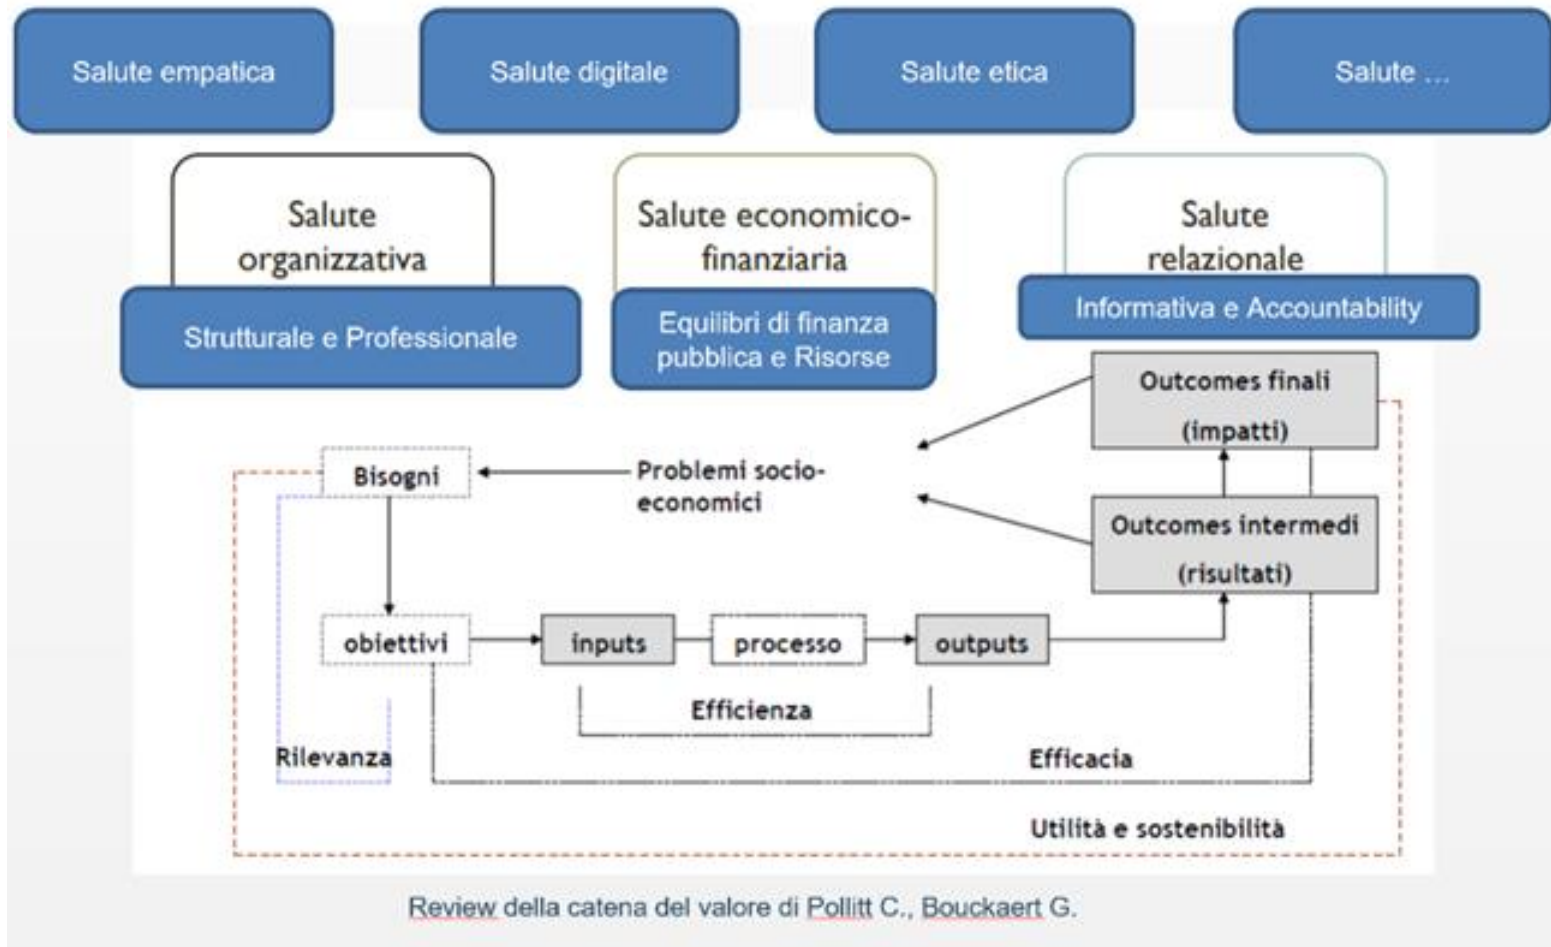 Salute empatica
Salute digitale
Salute etica
Salute ...
Salute
organizzativa
Salute economico-
finanziaria
Salute
relazionale
Strutturale e Professionale
Equilibri di finanza
pubblica e Risorse
Informativa e Accountability
Outcomes finali
(impatti)
Bisogni
Problemi socio-
economici
Outcomes intermedi
(risultati)
obiettivi
inputs
processo
outputs
Efficienza
Rilevanza
Efficacia
Utilità e sostenibilità
Review della catena del valore di Pollitt C., Bouckaert G.